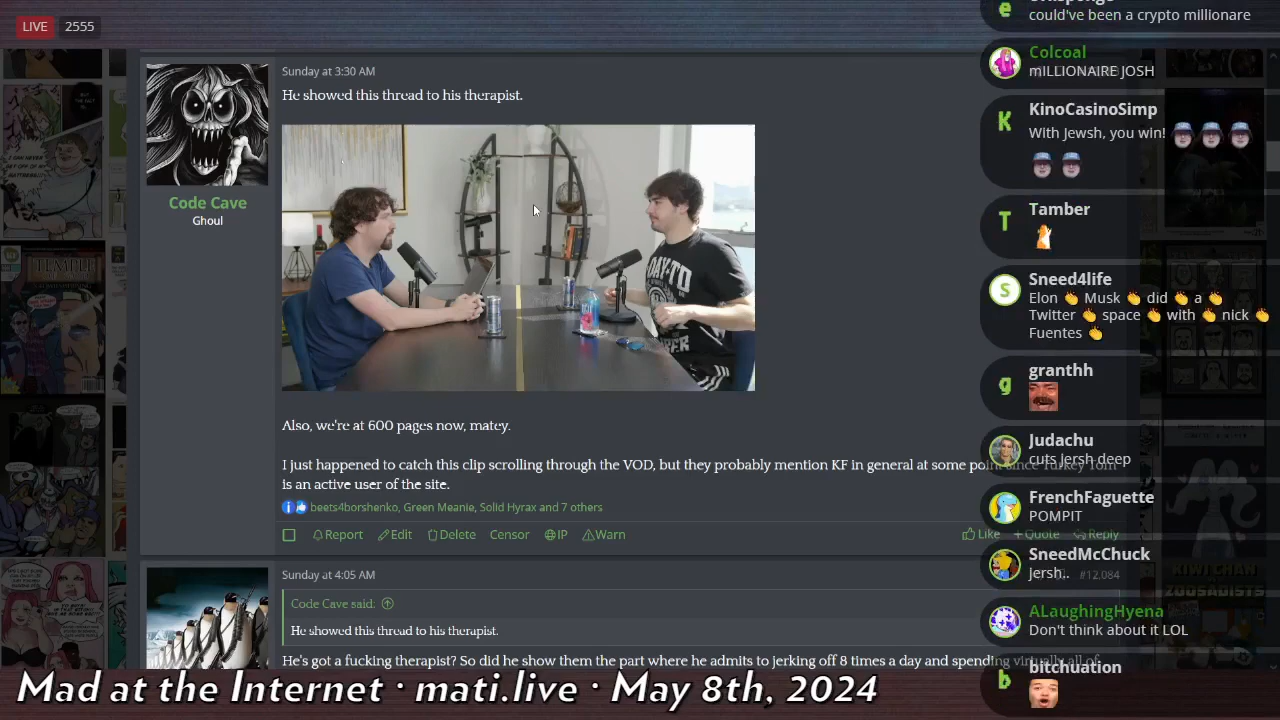 LIVE
2555
could've been a crypto millionare
Colcoal
mILLIONAIRE JOSH
KinoCasinoSimp
With Jewsh, you win!
Tamber
Sneed4life
Elon 👏 Musk 👏 did 👏 a 👏
Twitter 👏 space 👏 with 👏 nick 👏
Fuentes 👏
granthh
Judachu
cuts jersh deep
FrenchFaguette
POMPIT
SneedMcChuck
jersh..
ALaughingHyena
Don't think about it LOL
bitchuation
Code Cave
Ghoul
Sunday at 3:30 AM
He showed this thread to his therapist.
Also, we're at 600 pages now, matey.
I just happened to catch this clip scrolling through the VOD, but they probably mention KF in general at some point since Turkey Tom
is an active user of the site.
beets4borshenko, Green Meanie, Solid Hyrax and 7 others
Report Edit Delete Censor IP Warn
Like +Quote Reply
Sunday at 4:05 AM
#12,084
Code Cave said:
He showed this thread to his therapist.
He's got a fucking therapist? So did he show them the part where he admits to jerking off 8 times a day and spending virtually all of
Mad at the Internet · mati.live · May 8th, 2024
KIWI CHAN
ZOOSADISTS